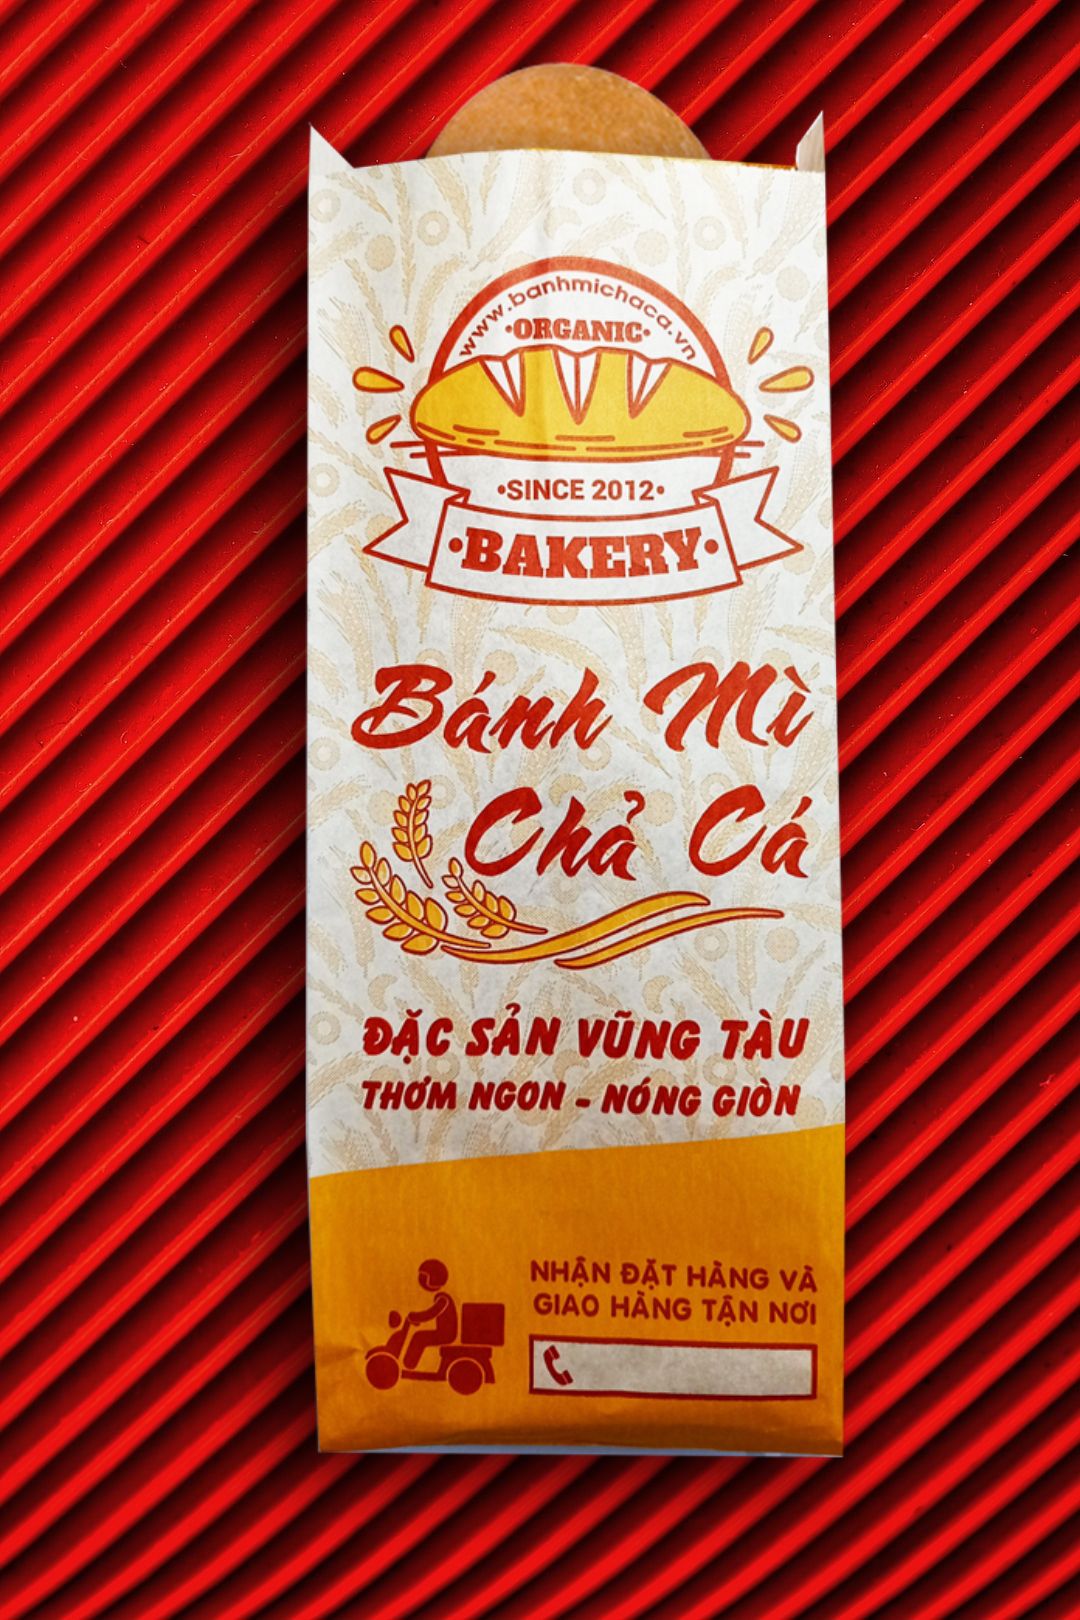 www.banhmichaca.vn
•ORGANIC•
•SINCE 2012•
•BAKERY•
Bánh Mì
Chả Cá
ĐẶC SẢN VŨNG TÀU
THƠM NGON - NÓNG GIÒN
NHẬN ĐẶT HÀNG VÀ
GIAO HÀNG TẬN NƠI